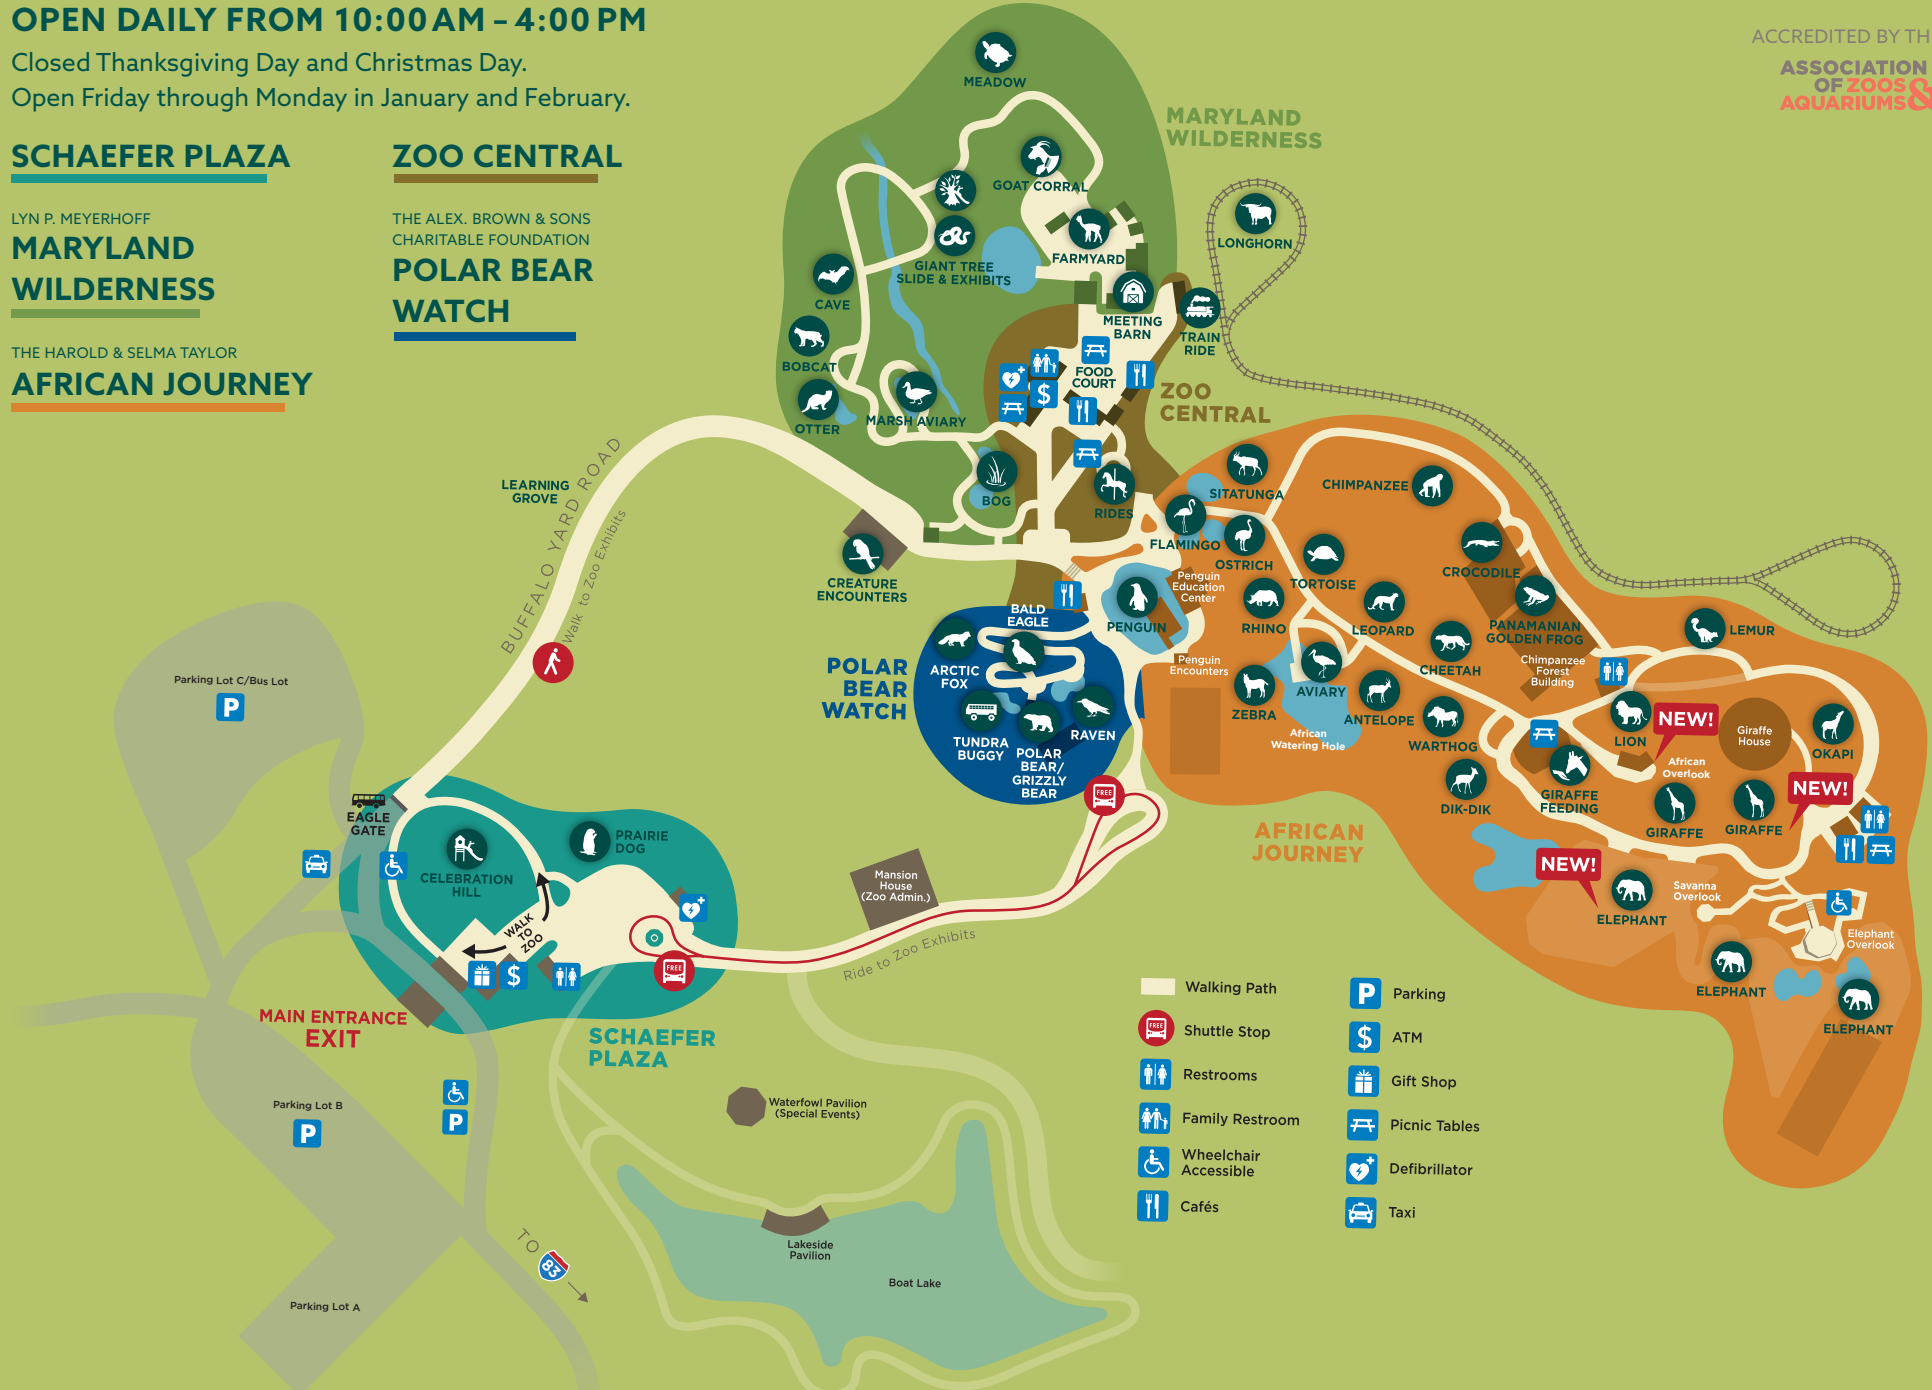 OPEN DAILY FROM 10:00 AM – 4:00 PM
Closed Thanksgiving Day and Christmas Day.
Open Friday through Monday in January and February.
SCHAEFER PLAZA
LYN P. MEYERHOFF
MARYLAND
WILDERNESS
THE HAROLD & SELMA TAYLOR
AFRICAN JOURNEY
ZOO CENTRAL
THE ALEX. BROWN & SONS
CHARITABLE FOUNDATION
POLAR BEAR
WATCH
ACCREDITED BY TH
ASSOCIATION
OF ZOOS
AQUARIUMS &
MEADOW
MARYLAND
WILDERNESS
GOAT CORRAL
LONGHORN
FARMYARD
GIANT TREE
SLIDE & EXHIBITS
CAVE
MEETING
BARN
TRAIN
RIDE
BOBCAT
FOOD
COURT
$
ZOO
CENTRAL
OTTER
MARSH AVIARY
BOG
RIDES
LEARNING
GROVE
BUFFALO YARD ROAD
Walk to Zoo Exhibits
CREATURE
ENCOUNTERS
SITATUNGA
CHIMPANZEE
FLAMINGO
OSTRICH
TORTOISE
CROCODILE
Penguin
Education
Center
PENGUIN
RHINO
LEOPARD
PANAMANIAN
GOLDEN FROG
LEMUR
BALD
EAGLE
ARCTIC
FOX
POLAR
BEAR
WATCH
Penguin
Encounters
CHEETAH
Chimpanzee
Forest
Building
ZEBRA
AVIARY
ANTELOPE
African
Watering Hole
WARTHOG
LION
NEW!
Giraffe
House
OKAPI
TUNDRA
BUGGY
RAVEN
POLAR
BEAR/
GRIZZLY
BEAR
African
Overlook
DIK-DIK
GIRAFFE
FEEDING
GIRAFFE
GIRAFFE
NEW!
FREE
AFRICAN
JOURNEY
NEW!
ELEPHANT
Savanna
Overlook
Elephant
Overlook
ELEPHANT
ELEPHANT
Parking Lot C/Bus Lot
P
EAGLE
GATE
CELEBRATION
HILL
PRAIRIE
DOG
WALK
TO
ZOO
$
FREE
Mansion
House
(Zoo Admin.)
Ride to Zoo Exhibits
MAIN ENTRANCE
EXIT
SCHAEFER
PLAZA
Parking Lot B
P
P
Waterfowl Pavilion
(Special Events)
TO
83
Lakeside
Pavilion
Boat Lake
Parking Lot A
Walking Path
FREE
Shuttle Stop
Restrooms
Family Restroom
Wheelchair
Accessible
Cafés
P
Parking
$
ATM
Gift Shop
Picnic Tables
Defibrillator
Taxi